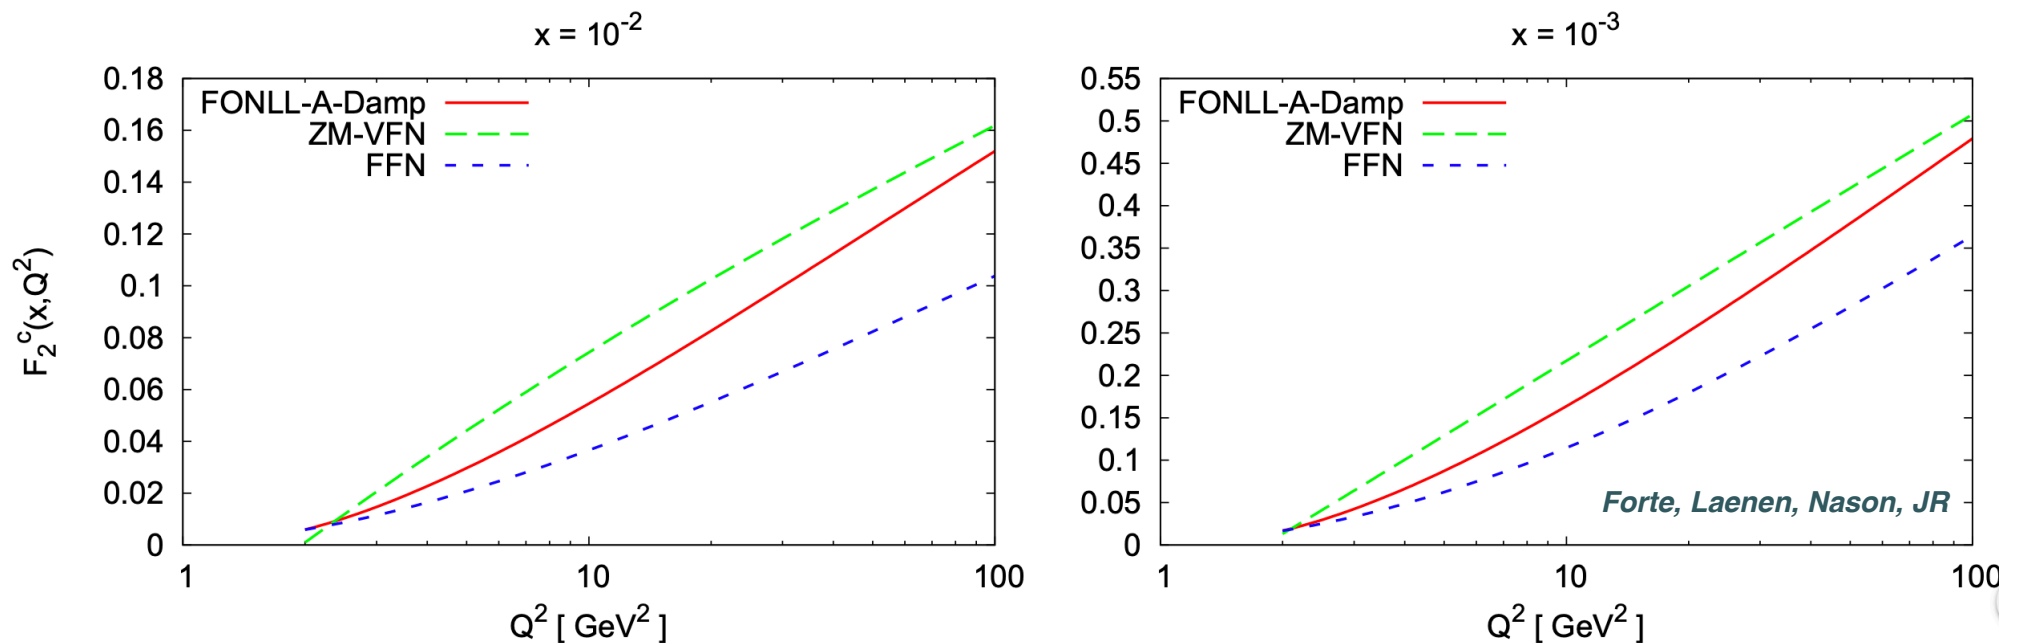 x = 10^-2
0.18
0.16
0.14
0.12
0.1
0.08
0.06
0.04
0.02
0
FONLL-A-Damp
ZM-VFN
FFN
F_2^c(x,Q^2)
1
10
100
Q^2 [ GeV^2 ]
x = 10^-3
0.55
0.5
0.45
0.4
0.35
0.3
0.25
0.2
0.15
0.1
0.05
0
FONLL-A-Damp
ZM-VFN
FFN
Forte, Laenen, Nason, JR
1
10
100
Q^2 [ GeV^2 ]